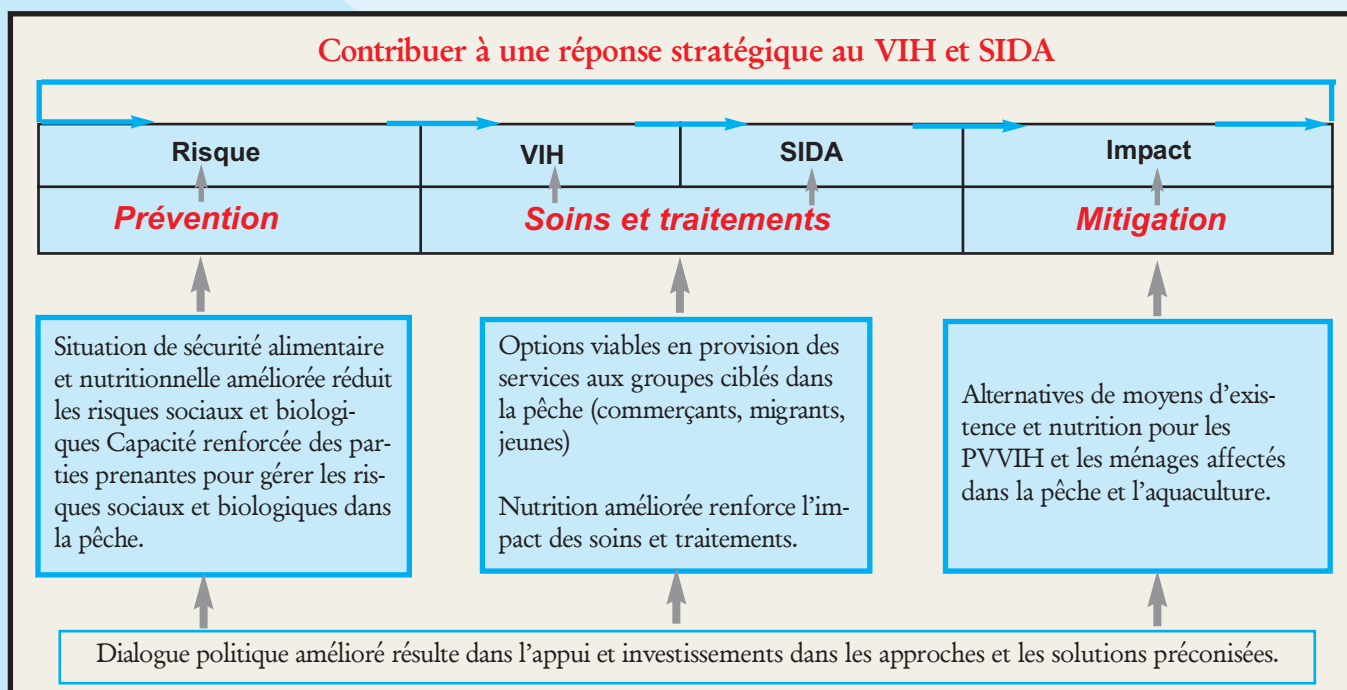 Contribuer à une réponse stratégique au VIH et SIDA
Risque
VIH
SIDA
Impact
Prévention
Soins et traitements
Mitigation
Situation de sécurité alimentaire
et nutritionnelle améliorée réduit
les risques sociaux et biologi-
ques Capacité renforcée des par-
ties prenantes pour gérer les ris-
ques sociaux et biologiques dans
la pêche.
Options viables en provision des
services aux groupes ciblés dans
la pêche (commerçants, migrants,
jeunes)
Nutrition améliorée renforce l’im-
pact des soins et traitements.
Alternatives de moyens d’exis-
tence et nutrition pour les
PVVIH et les ménages affectés
dans la pêche et l’aquaculture.
Dialogue politique amélioré résulte dans l’appui et investissements dans les approches et les solutions préconisées.